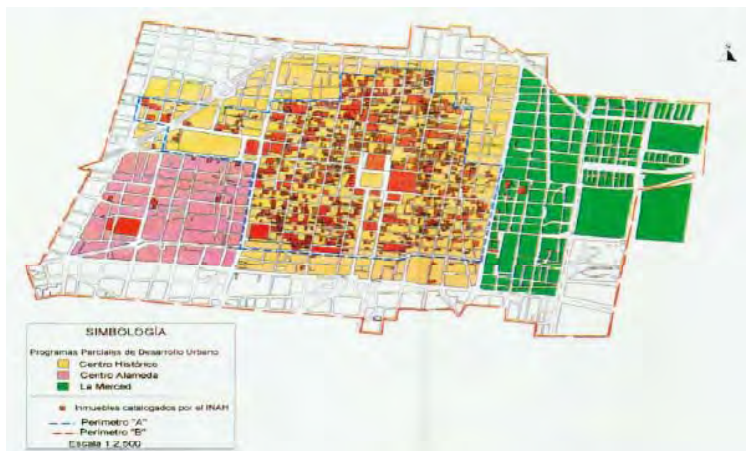 N
SIMBOLOGÍA
Programas Parciales de Desarrollo Urbano
Centro Histórico
Centro Alameda
La Merced
Inmuebles catalogados por el INAH
Perímetro "A"
Perímetro "B"
Escala 1:2,500